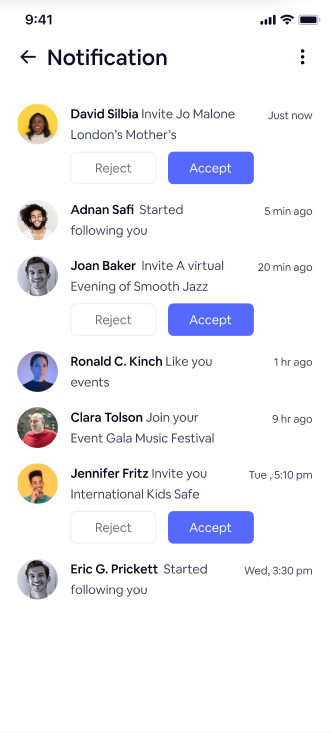 9:41
Notification
David Silbia Invite Jo Malone
London's Mother's
Just now
Reject
Accept
Adnan Safi Started
following you
5 min ago
Joan Baker Invite A virtual
Evening of Smooth Jazz
20 min ago
Reject
Accept
Ronald C. Kinch Like you
events
1 hr ago
Clara Tolson Join your
Event Gala Music Festival
9 hr ago
Jennifer Fritz Invite you
International Kids Safe
Tue , 5:10 pm
Reject
Accept
Eric G. Prickett Started
following you
Wed, 3:30 pm